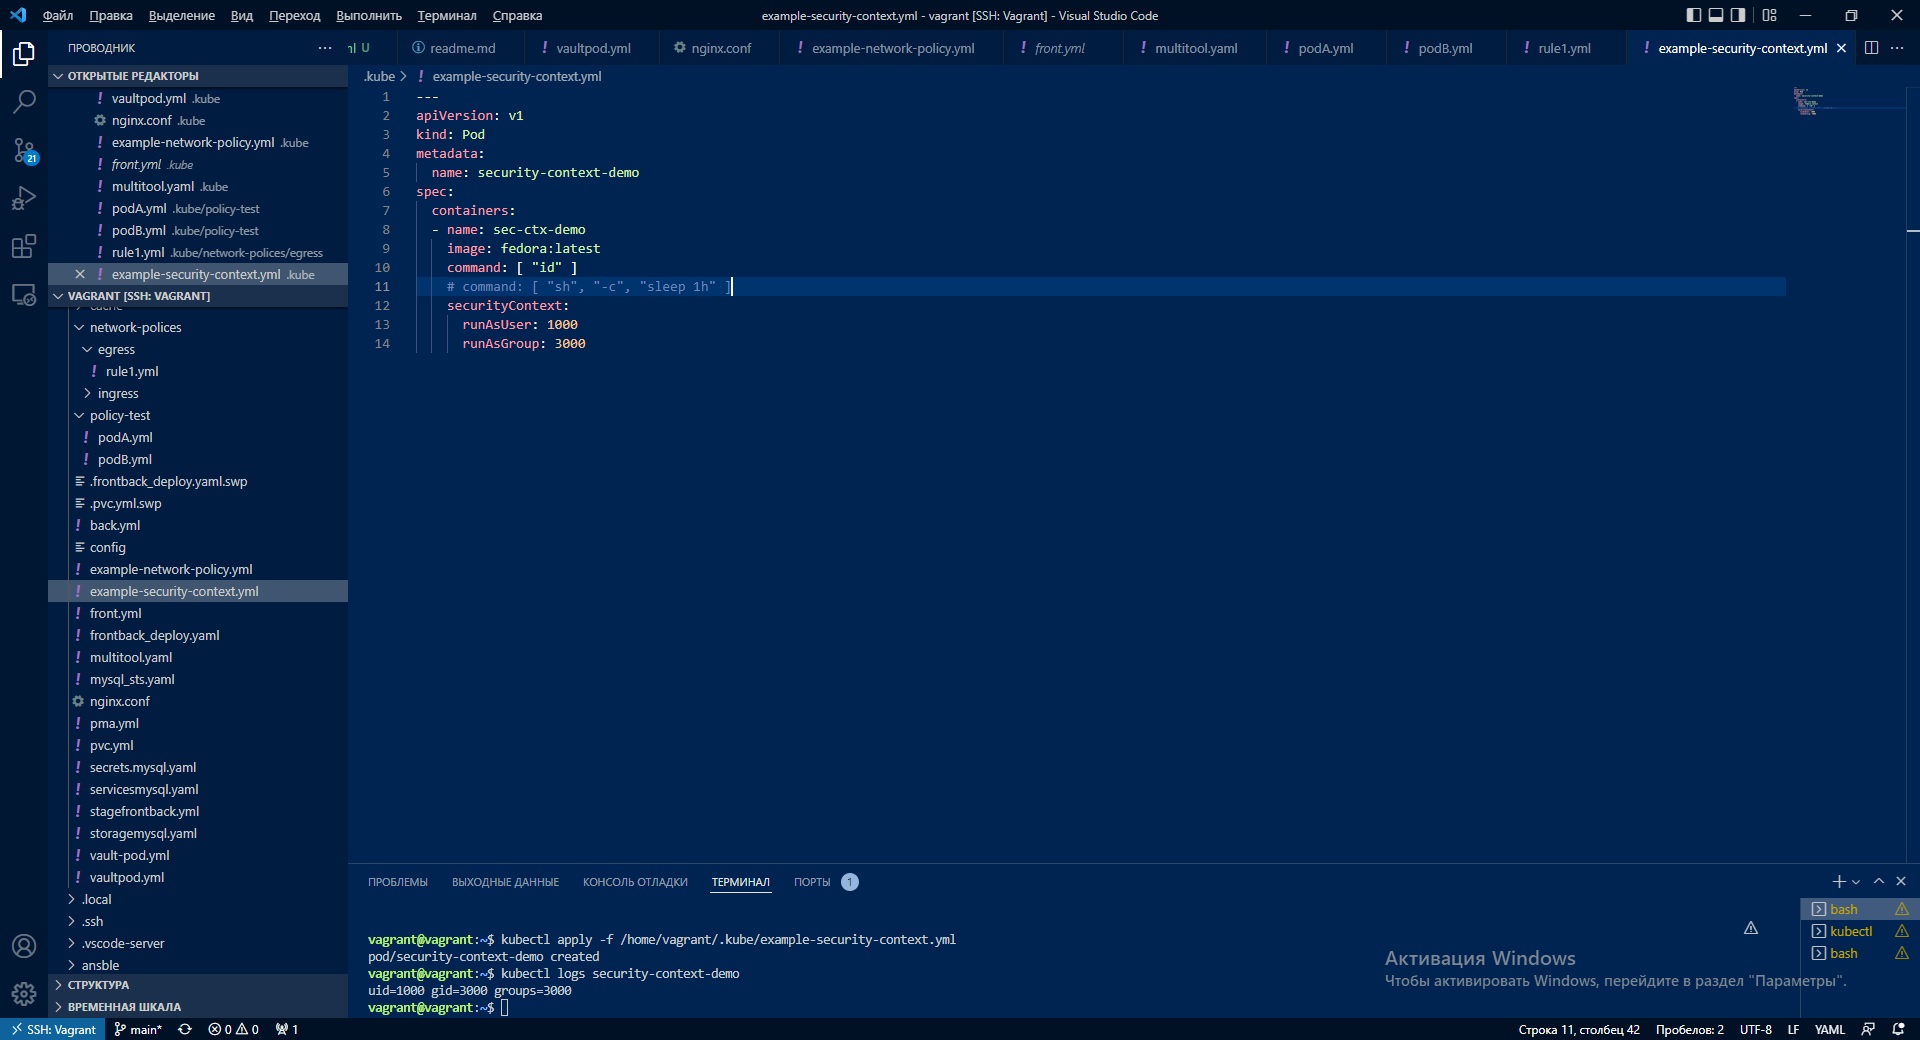 Файл Правка Выделение Вид Переход Выполнить Терминал Справка
example-security-context.yml - vagrant [SSH: Vagrant] - Visual Studio Code
ПРОВОДНИК
U readme.md vaultpod.yml nginx.conf example-network-policy.yml front.yml multitool.yaml podA.yml podB.yml rule1.yml example-security-context.yml
ОТКРЫТЫЕ РЕДАКТОРЫ
vaultpod.yml .kube
nginx.conf .kube
example-network-policy.yml .kube
front.yml .kube
multitool.yaml .kube
podA.yml .kube/policy-test
podB.yml .kube/policy-test
rule1.yml .kube/network-polices/egress
example-security-context.yml .kube
VAGRANT [SSH: VAGRANT]
network-polices
egress
rule1.yml
ingress
policy-test
podA.yml
podB.yml
.frontback_deploy.yaml.swp
.pvc.yml.swp
back.yml
config
example-network-policy.yml
example-security-context.yml
front.yml
frontback_deploy.yaml
multitool.yaml
mysql_sts.yaml
nginx.conf
pma.yml
pvc.yml
secrets.mysql.yaml
servicesmysql.yaml
stagefrontback.yml
storagemysql.yaml
vault-pod.yml
vaultpod.yml
.local
.ssh
.vscode-server
ansble
СТРУКТУРА
ВРЕМЕННАЯ ШКАЛА
21
.kube > ! example-security-context.yml
1 ---
2 apiVersion: v1
3 kind: Pod
4 metadata:
5 name: security-context-demo
6 spec:
7 containers:
8 - name: sec-ctx-demo
9 image: fedora:latest
10 command: [ "id" ]
11 # command: [ "sh", "-c", "sleep 1h" ]
12 securityContext:
13 runAsUser: 1000
14 runAsGroup: 3000
ПРОБЛЕМЫ ВЫХОДНЫЕ ДАННЫЕ КОНСОЛЬ ОТЛАДКИ ТЕРМИНАЛ ПОРТЫ 1
vagrant@vagrant:~$ kubectl apply -f /home/vagrant/.kube/example-security-context.yml
pod/security-context-demo created
vagrant@vagrant:~$ kubectl logs security-context-demo
uid=1000 gid=3000 groups=3000
vagrant@vagrant:~$
bash
kubectl
bash
Активация Windows
Чтобы активировать Windows, перейдите в раздел "Параметры".
SSH: Vagrant main* 0 0 1
Строка 11, столбец 42 Пробелов: 2 UTF-8 LF YAML